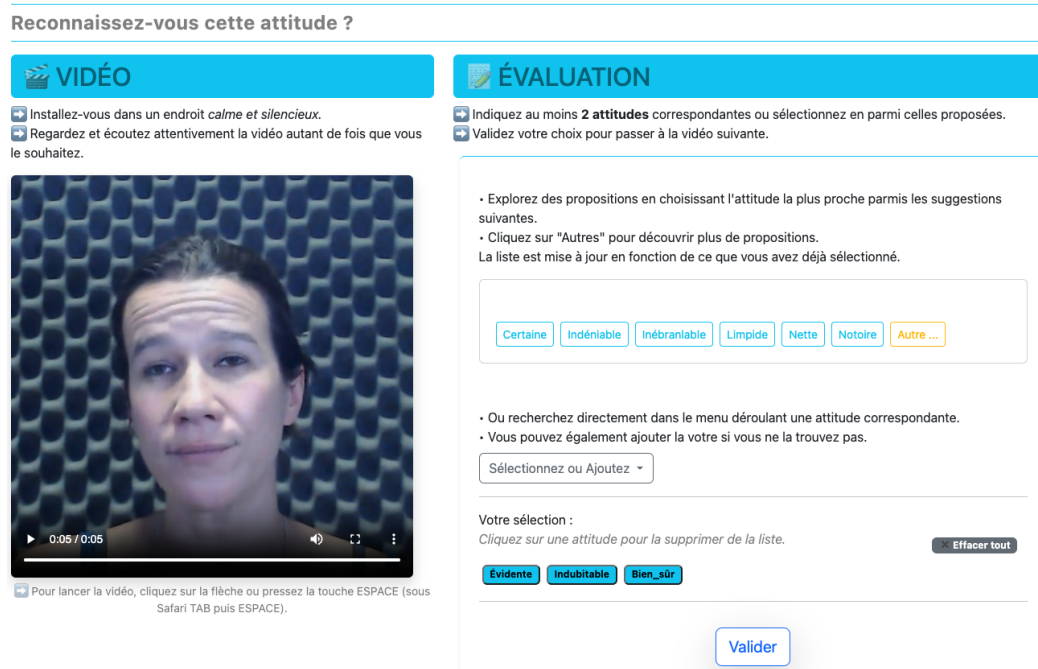 Reconnaissez-vous cette attitude ?
VIDÉO
Installez-vous dans un endroit calme et silencieux.
Regardez et écoutez attentivement la vidéo autant de fois que vous
le souhaitez.
0:05 / 0:05
Pour lancer la vidéo, cliquez sur la flèche ou pressez la touche ESPACE (sous
Safari TAB puis ESPACE).
ÉVALUATION
Indiquez au moins 2 attitudes correspondantes ou sélectionnez en parmi celles proposées.
Validez votre choix pour passer à la vidéo suivante.
• Explorez des propositions en choisissant l'attitude la plus proche parmis les suggestions
suivantes.
• Cliquez sur "Autres" pour découvrir plus de propositions.
La liste est mise à jour en fonction de ce que vous avez déjà sélectionné.
Certaine Indéniable Inébranlable Limpide Nette Notoire Autre ...
• Ou recherchez directement dans le menu déroulant une attitude correspondante.
• Vous pouvez également ajouter la votre si vous ne la trouvez pas.
Sélectionnez ou Ajoutez
Votre sélection :
Cliquez sur une attitude pour la supprimer de la liste.
Effacer tout
Évidente Indubitable Bien_sûr
Valider